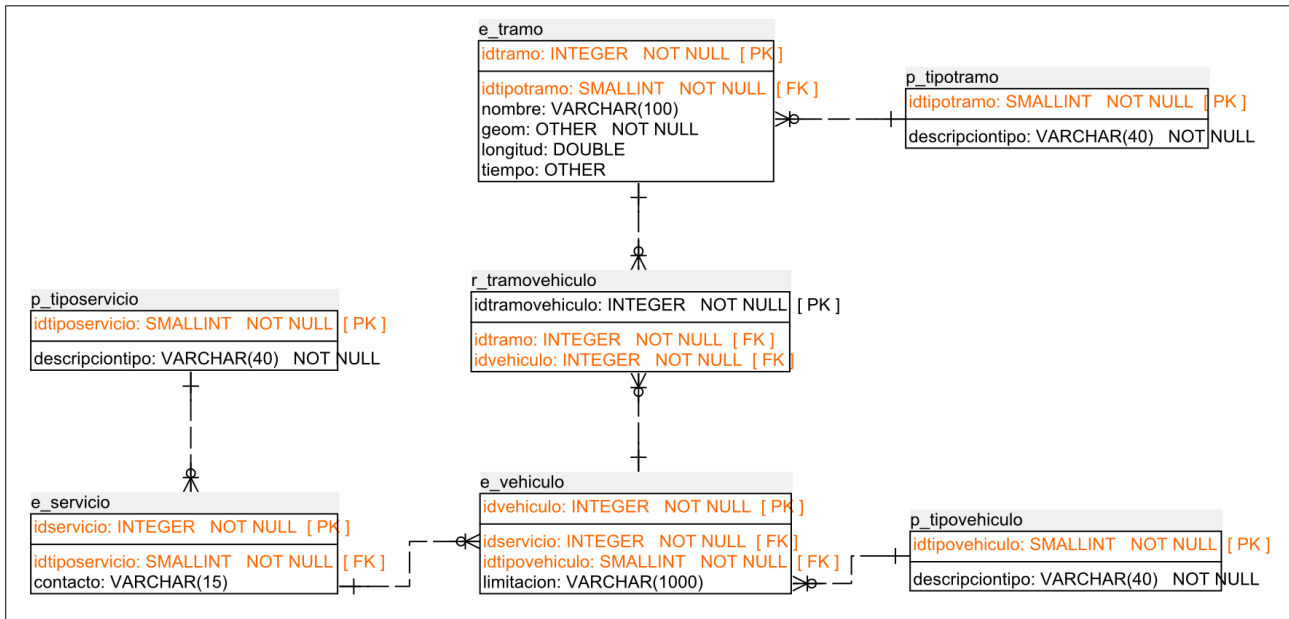 e_tramo
idtramo: INTEGER NOT NULL [ PK ]
idtipotramo: SMALLINT NOT NULL [ FK ]
nombre: VARCHAR(100)
geom: OTHER NOT NULL
longitud: DOUBLE
tiempo: OTHER
p_tipotramo
idtipotramo: SMALLINT NOT NULL [ PK ]
descripciontipo: VARCHAR(40) NOT NULL
r_tramovehiculo
idtramovehiculo: INTEGER NOT NULL [ PK ]
idtramo: INTEGER NOT NULL [ FK ]
idvehiculo: INTEGER NOT NULL [ FK ]
p_tiposervicio
idtiposervicio: SMALLINT NOT NULL [ PK ]
descripciontipo: VARCHAR(40) NOT NULL
e_servicio
idservicio: INTEGER NOT NULL [ PK ]
idtiposervicio: SMALLINT NOT NULL [ FK ]
contacto: VARCHAR(15)
e_vehiculo
idvehiculo: INTEGER NOT NULL [ PK ]
idservicio: INTEGER NOT NULL [ FK ]
idtipovehiculo: SMALLINT NOT NULL [ FK ]
limitacion: VARCHAR(1000)
p_tipovehiculo
idtipovehiculo: SMALLINT NOT NULL [ PK ]
descripciontipo: VARCHAR(40) NOT NULL